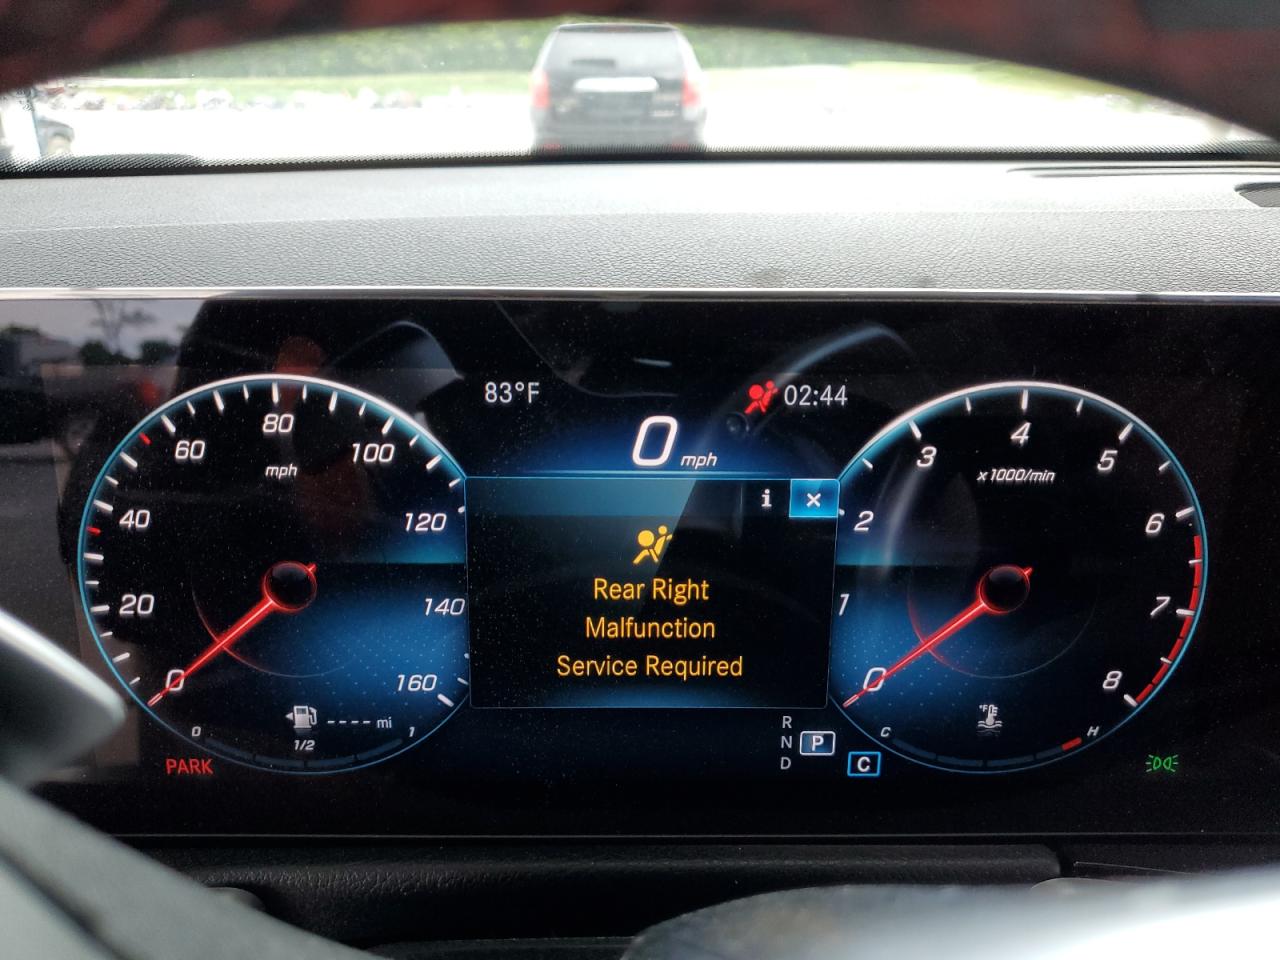 83°F
02:44
0 mph
i ×
Rear Right
Malfunction
Service Required
0
20
40
60
80
100
120
140
160
mph
0
1/2
1
---- mi
PARK
0
1
2
3
4
5
6
7
8
x1000/min
°F
C
H
R
N P
D
C